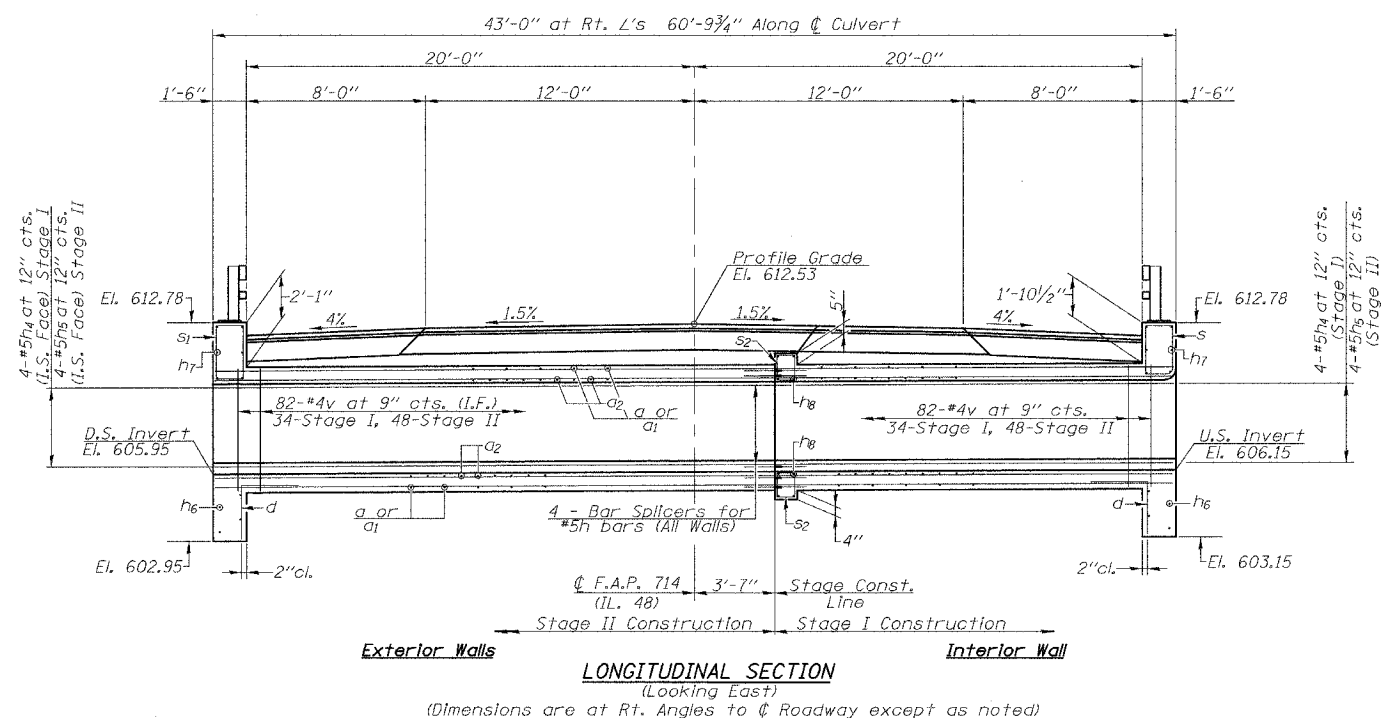 43'-0" at Rt. ∠'s 60'-9¾" Along ℄ Culvert
20'-0" 20'-0"
1'-6" 8'-0" 12'-0" 12'-0" 8'-0" 1'-6"
4-#5h4 at 12" cts.
(I.S. Face) Stage I
4-#5h5 at 12" cts.
(I.S. Face) Stage II
4-#5h4 at 12" cts.
(Stage I)
4-#5h5 at 12" cts.
(Stage II)
Profile Grade
El. 612.53
El. 612.78
2'-1"
5"
1'-10½"
El. 612.78
4%
1.5%
1.5%
4%
s1
s2
s
h7
h7
a2
h8
a or
a1
82-#4v at 9" cts. (I.F.)
34-Stage I, 48-Stage II
82-#4v at 9" cts.
34-Stage I, 48-Stage II
D.S. Invert
El. 605.95
a2
h8
U.S. Invert
El. 606.15
h6
d
a or
a1
4 - Bar Splicers for
#5h bars (All Walls)
s2
4"
d
h6
El. 602.95
2"cl.
2"cl.
El. 603.15
℄ F.A.P. 714
(IL. 48)
3'-7"
Stage Const.
Line
Stage II Construction
Stage I Construction
Exterior Walls
Interior Wall
LONGITUDINAL SECTION
(Looking East)
(Dimensions are at Rt. Angles to ℄ Roadway except as noted)